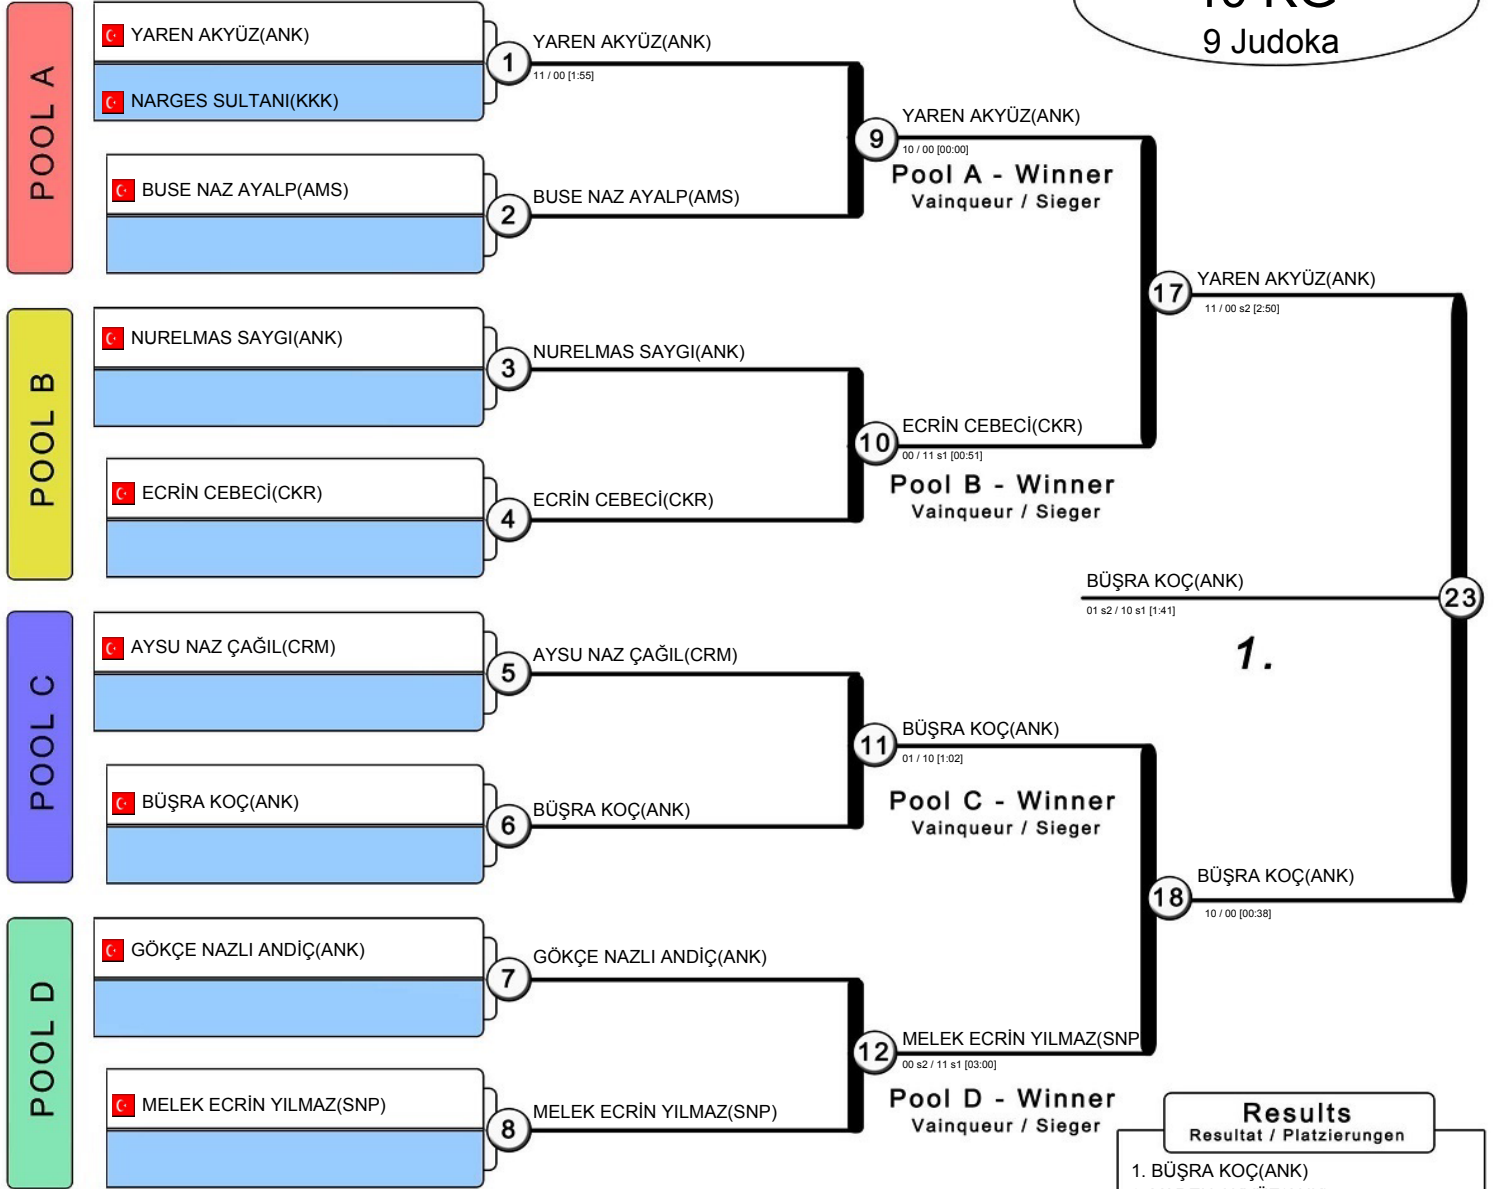 KG
9 Judoka
POOL A
YAREN AKYÜZ(ANK)
NARGES SULTANI(KKK)
1
YAREN AKYÜZ(ANK)
11 / 00 [1:55]
BUSE NAZ AYALP(AMS)
2
BUSE NAZ AYALP(AMS)
9
YAREN AKYÜZ(ANK)
10 / 00 [00:00]
Pool A - Winner
Vainqueur / Sieger
POOL B
NURELMAS SAYGI(ANK)
3
NURELMAS SAYGI(ANK)
ECRİN CEBECİ(CKR)
4
ECRİN CEBECİ(CKR)
10
ECRİN CEBECİ(CKR)
00 / 11 s1 [00:51]
Pool B - Winner
Vainqueur / Sieger
17
YAREN AKYÜZ(ANK)
11 / 00 s2 [2:50]
POOL C
AYSU NAZ ÇAĞIL(CRM)
5
AYSU NAZ ÇAĞIL(CRM)
BÜŞRA KOÇ(ANK)
6
BÜŞRA KOÇ(ANK)
11
BÜŞRA KOÇ(ANK)
01 / 10 [1:02]
Pool C - Winner
Vainqueur / Sieger
POOL D
GÖKÇE NAZLI ANDİÇ(ANK)
7
GÖKÇE NAZLI ANDİÇ(ANK)
MELEK ECRİN YILMAZ(SNP)
8
MELEK ECRİN YILMAZ(SNP)
12
MELEK ECRİN YILMAZ(SNP
00 s2 / 11 s1 [03:00]
Pool D - Winner
Vainqueur / Sieger
18
BÜŞRA KOÇ(ANK)
10 / 00 [00:38]
BÜŞRA KOÇ(ANK)
01 s2 / 10 s1 [1:41]
23
1.
Results
Resultat / Platzierungen
1. BÜŞRA KOÇ(ANK)